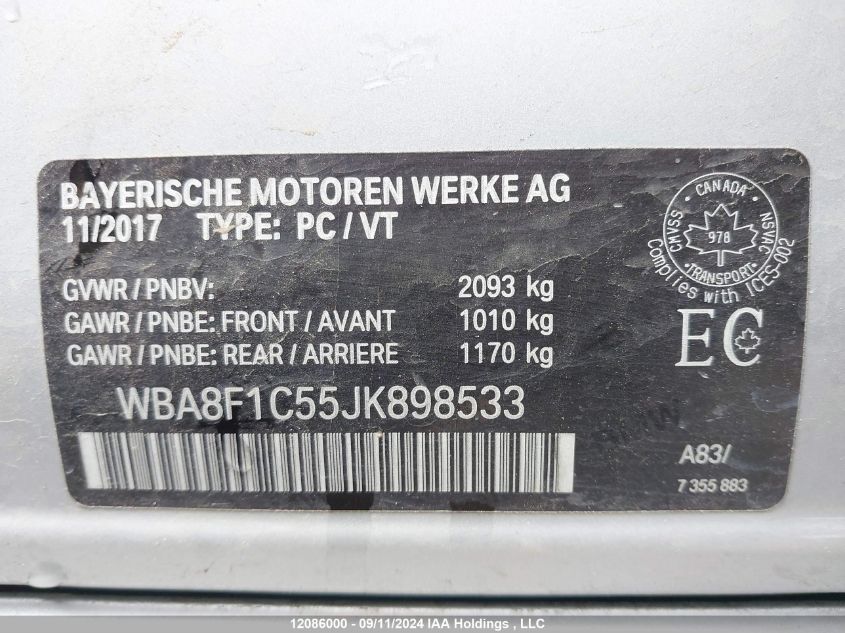 BAYERISCHE MOTOREN WERKE AG
11/2017 TYPE: PC / VT
GVWR / PNBV: 2093 kg
GAWR / PNBE: FRONT / AVANT 1010 kg
GAWR / PNBE: REAR / ARRIERE 1170 kg
WBA8F1C55JK898533
CANADA
CMVSS
978
NSVAC
TRANSPORT
Complies with ICES-002
EC
BMW
A83/
7 355 883
12086000 - 09/11/2024 IAA Holdings, LLC